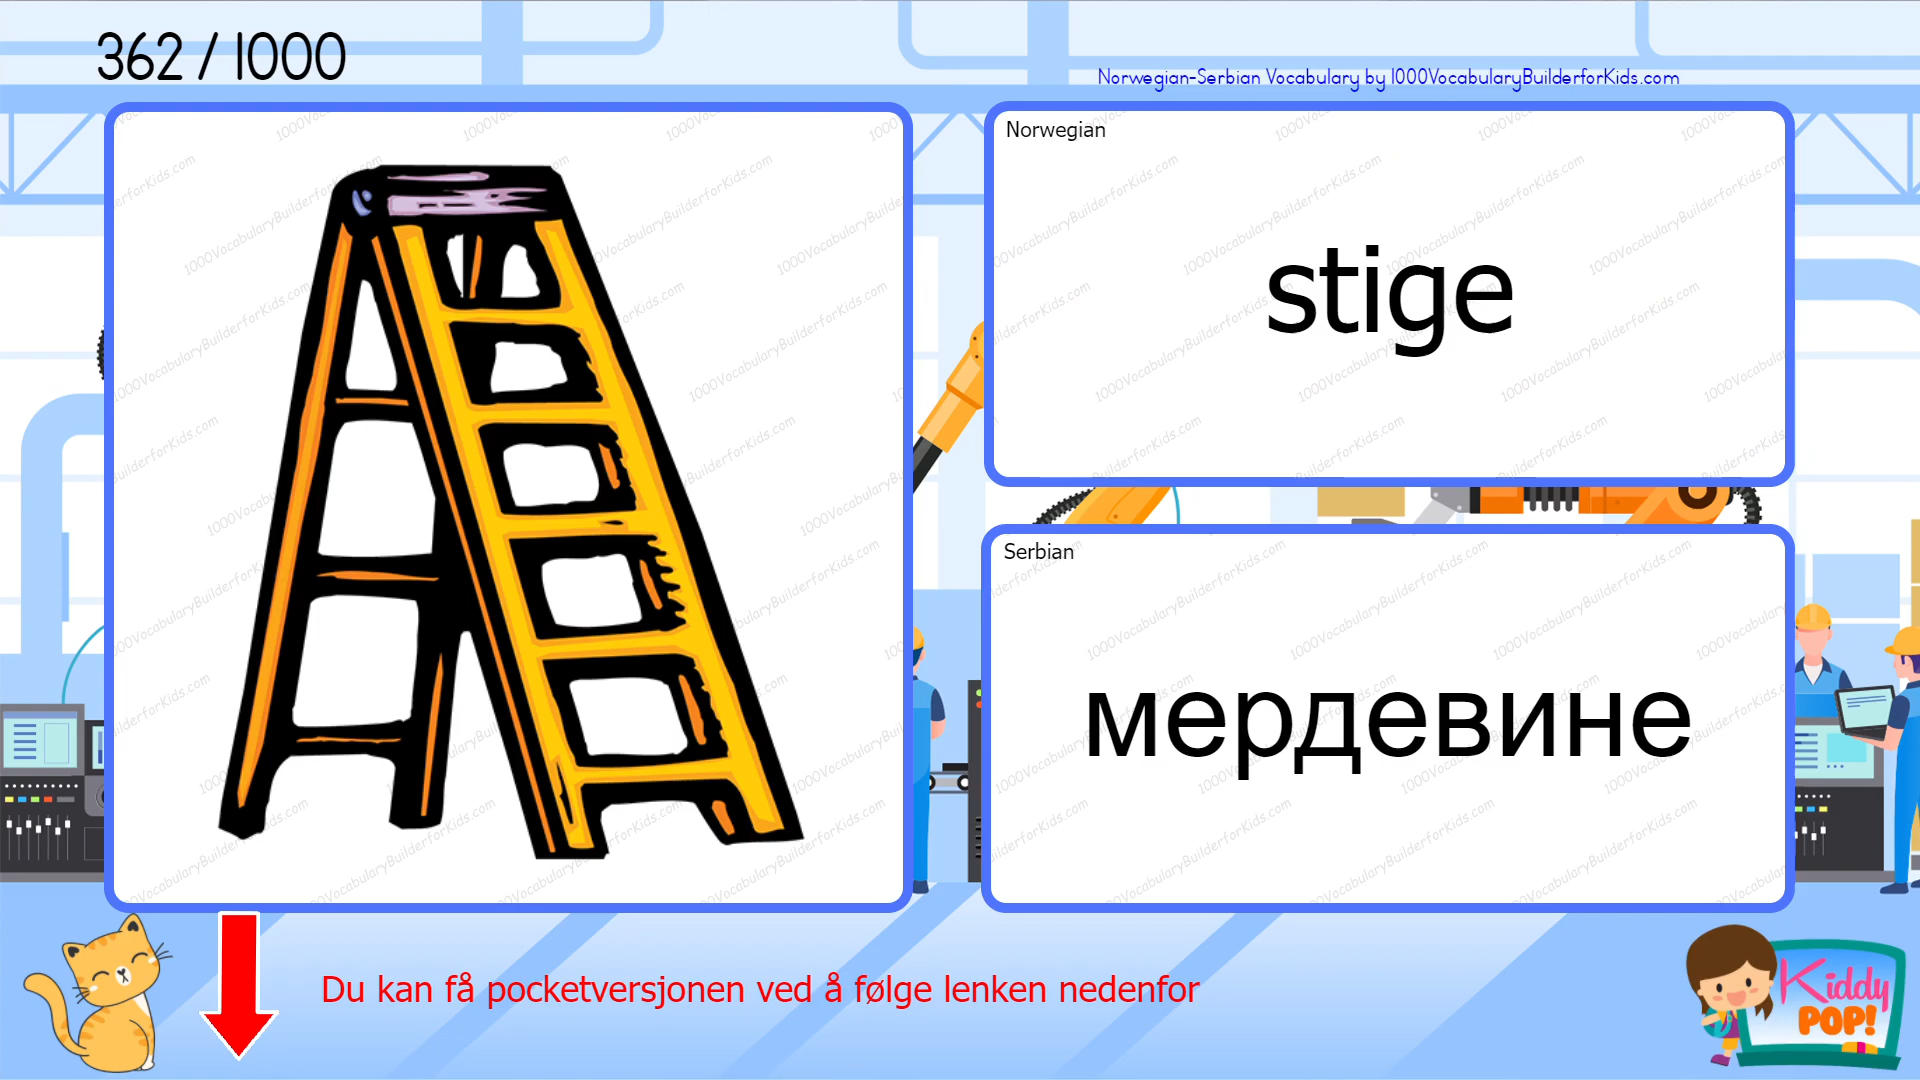 362 / 1000
Norwegian-Serbian Vocabulary by 1000VocabularyBuilderforKids.com
Norwegian
stige
Serbian
мердевине
Du kan få pocketversjonen ved å følge lenken nedenfor
Kiddy
POP!